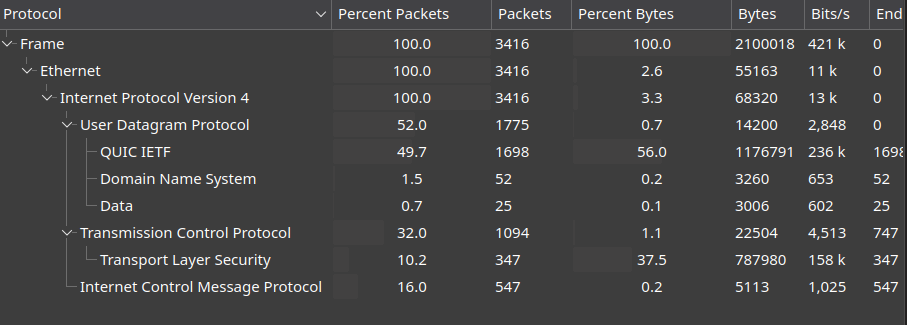 Protocol Percent Packets Packets Percent Bytes Bytes Bits/s End
Frame 100.0 3416 100.0 2100018 421 k 0
Ethernet 100.0 3416 2.6 55163 11 k 0
Internet Protocol Version 4 100.0 3416 3.3 68320 13 k 0
User Datagram Protocol 52.0 1775 0.7 14200 2,848 0
QUIC IETF 49.7 1698 56.0 1176791 236 k 1698
Domain Name System 1.5 52 0.2 3260 653 52
Data 0.7 25 0.1 3006 602 25
Transmission Control Protocol 32.0 1094 1.1 22504 4,513 747
Transport Layer Security 10.2 347 37.5 787980 158 k 347
Internet Control Message Protocol 16.0 547 0.2 5113 1,025 547